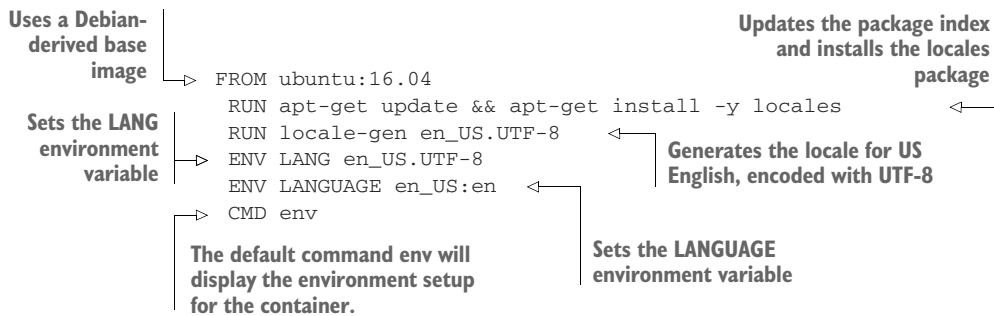 Uses a Debian-
derived base
image
Updates the package index
and installs the locales
package
FROM ubuntu:16.04
RUN apt-get update && apt-get install -y locales
Sets the LANG
environment
variable
RUN locale-gen en_US.UTF-8
Generates the locale for US
English, encoded with UTF-8
ENV LANG en_US.UTF-8
ENV LANGUAGE en_US:en
CMD env
The default command env will
display the environment setup
for the container.
Sets the LANGUAGE
environment variable